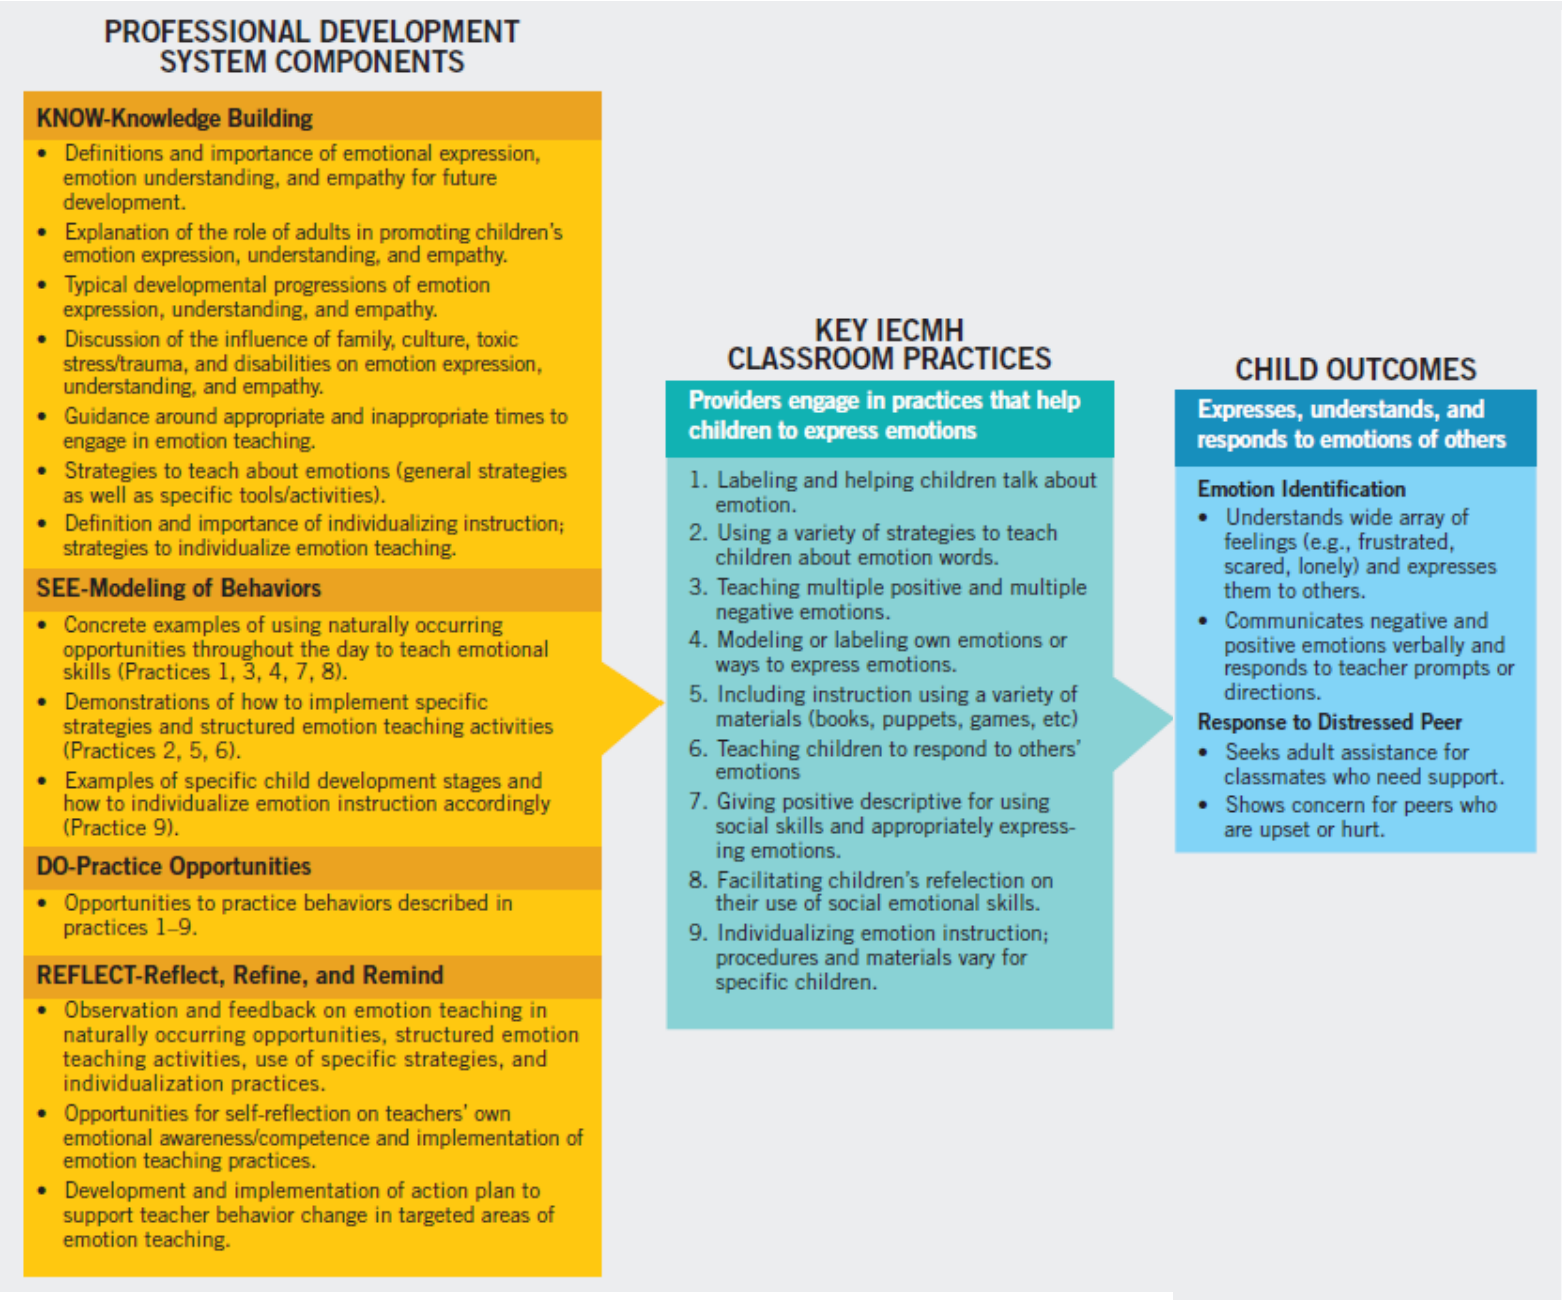 PROFESSIONAL DEVELOPMENT
SYSTEM COMPONENTS
KNOW-Knowledge Building
• Definitions and importance of emotional expression,
emotion understanding, and empathy for future
development.
• Explanation of the role of adults in promoting children's
emotion expression, understanding, and empathy.
• Typical developmental progressions of emotion
expression, understanding, and empathy.
• Discussion of the influence of family, culture, toxic
stress/trauma, and disabilities on emotion expression,
understanding, and empathy.
• Guidance around appropriate and inappropriate times to
engage in emotion teaching.
• Strategies to teach about emotions (general strategies
as well as specific tools/activities).
• Definition and importance of individualizing instruction;
strategies to individualize emotion teaching.
SEE-Modeling of Behaviors
• Concrete examples of using naturally occurring
opportunities throughout the day to teach emotional
skills (Practices 1, 3, 4, 7, 8).
• Demonstrations of how to implement specific
strategies and structured emotion teaching activities
(Practices 2, 5, 6).
• Examples of specific child development stages and
how to individualize emotion instruction accordingly
(Practice 9).
DO-Practice Opportunities
• Opportunities to practice behaviors described in
practices 1–9.
REFLECT-Reflect, Refine, and Remind
• Observation and feedback on emotion teaching in
naturally occurring opportunities, structured emotion
teaching activities, use of specific strategies, and
individualization practices.
• Opportunities for self-reflection on teachers' own
emotional awareness/competence and implementation of
emotion teaching practices.
• Development and implementation of action plan to
support teacher behavior change in targeted areas of
emotion teaching.
KEY IECMH
CLASSROOM PRACTICES
Providers engage in practices that help
children to express emotions
1. Labeling and helping children talk about
emotion.
2. Using a variety of strategies to teach
children about emotion words.
3. Teaching multiple positive and multiple
negative emotions.
4. Modeling or labeling own emotions or
ways to express emotions.
5. Including instruction using a variety of
materials (books, puppets, games, etc)
6. Teaching children to respond to others'
emotions
7. Giving positive descriptive for using
social skills and appropriately express-
ing emotions.
8. Facilitating children's refelection on
their use of social emotional skills.
9. Individualizing emotion instruction;
procedures and materials vary for
specific children.
CHILD OUTCOMES
Expresses, understands, and
responds to emotions of others
Emotion Identification
• Understands wide array of
feelings (e.g., frustrated,
scared, lonely) and expresses
them to others.
• Communicates negative and
positive emotions verbally and
responds to teacher prompts or
directions.
Response to Distressed Peer
• Seeks adult assistance for
classmates who need support.
• Shows concern for peers who
are upset or hurt.